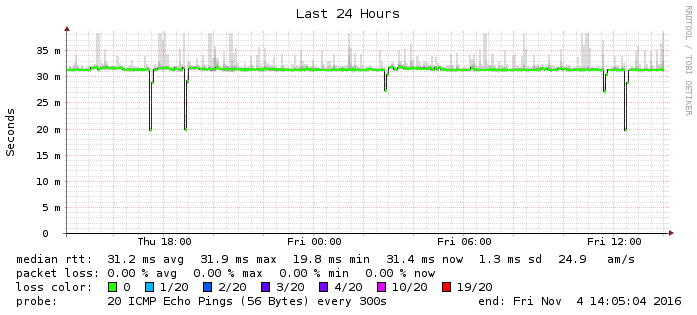 Last 24 Hours
RRDTOOL / TOBI OETIKER
Seconds
35 m
30 m
25 m
20 m
15 m
10 m
5 m
0
Thu 18:00 Fri 00:00 Fri 06:00 Fri 12:00
median rtt: 31.2 ms avg 31.9 ms max 19.8 ms min 31.4 ms now 1.3 ms sd 24.9 am/s
packet loss: 0.00 % avg 0.00 % max 0.00 % min 0.00 % now
loss color: 0 1/20 2/20 3/20 4/20 10/20 19/20
probe: 20 ICMP Echo Pings (56 Bytes) every 300s end: Fri Nov 4 14:05:04 2016